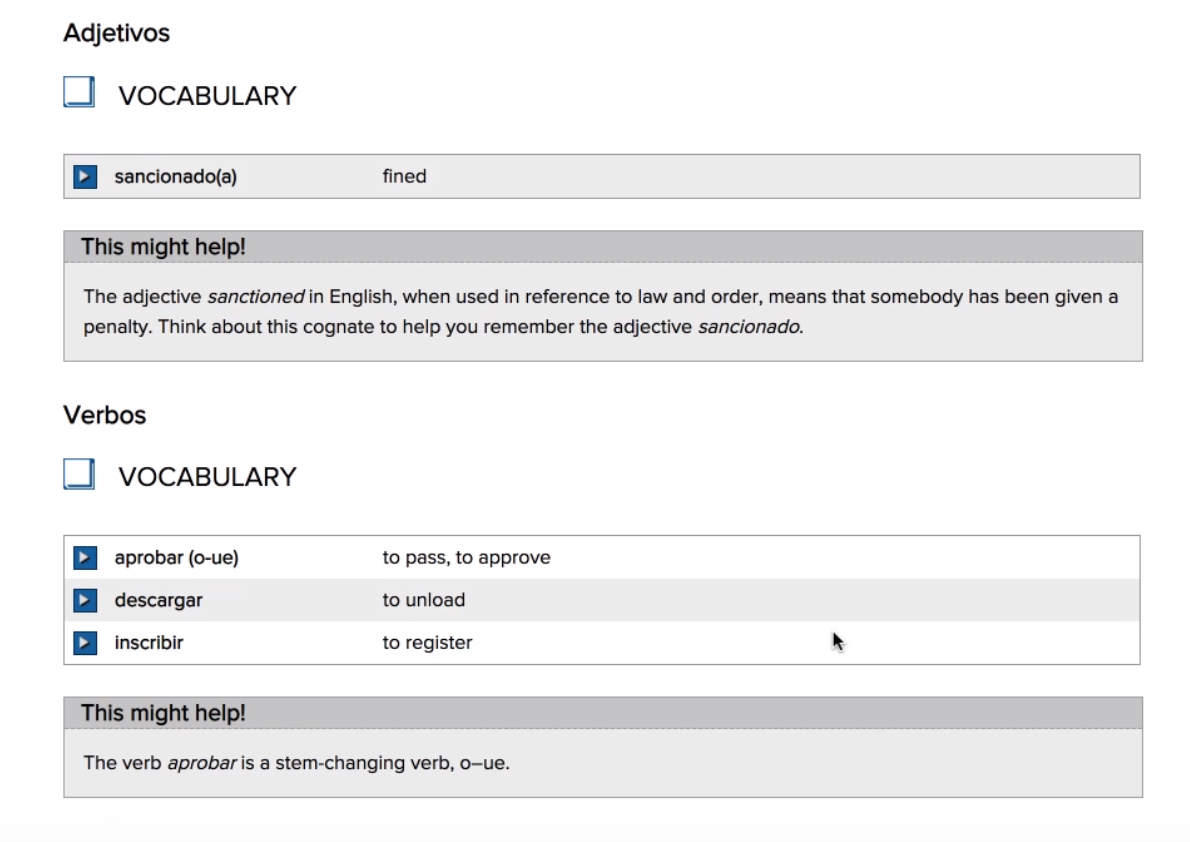 Adjetivos
VOCABULARY
sancionado(a) fined
This might help!
The adjective sanctioned in English, when used in reference to law and order, means that somebody has been given a
penalty. Think about this cognate to help you remember the adjective sancionado.
Verbos
VOCABULARY
aprobar (o-ue) to pass, to approve
descargar to unload
inscribir to register
This might help!
The verb aprobar is a stem-changing verb, o–ue.